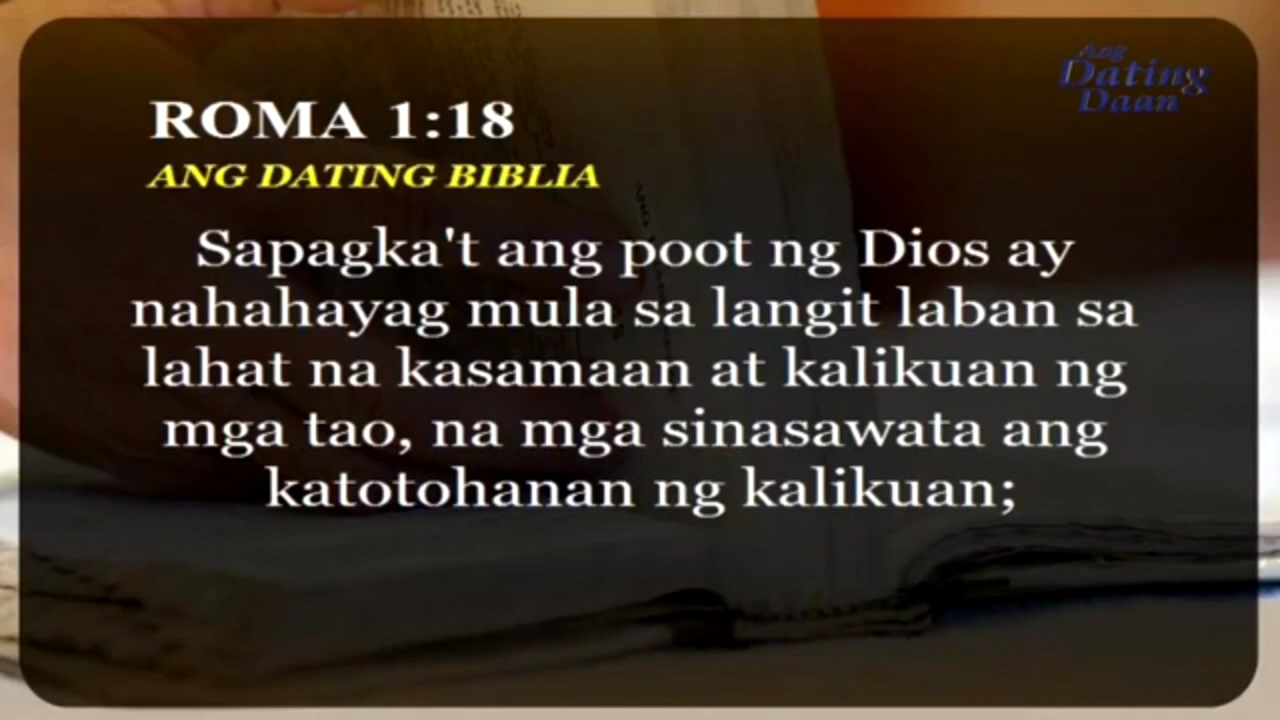 Ang
Dating
Daan
ROMA 1:18
ANG DATING BIBLIA
Sapagka't ang poot ng Dios ay
nahahayag mula sa langit laban sa
lahat na kasamaan at kalikuan ng
mga tao, na mga sinasawata ang
katotohanan ng kalikuan;